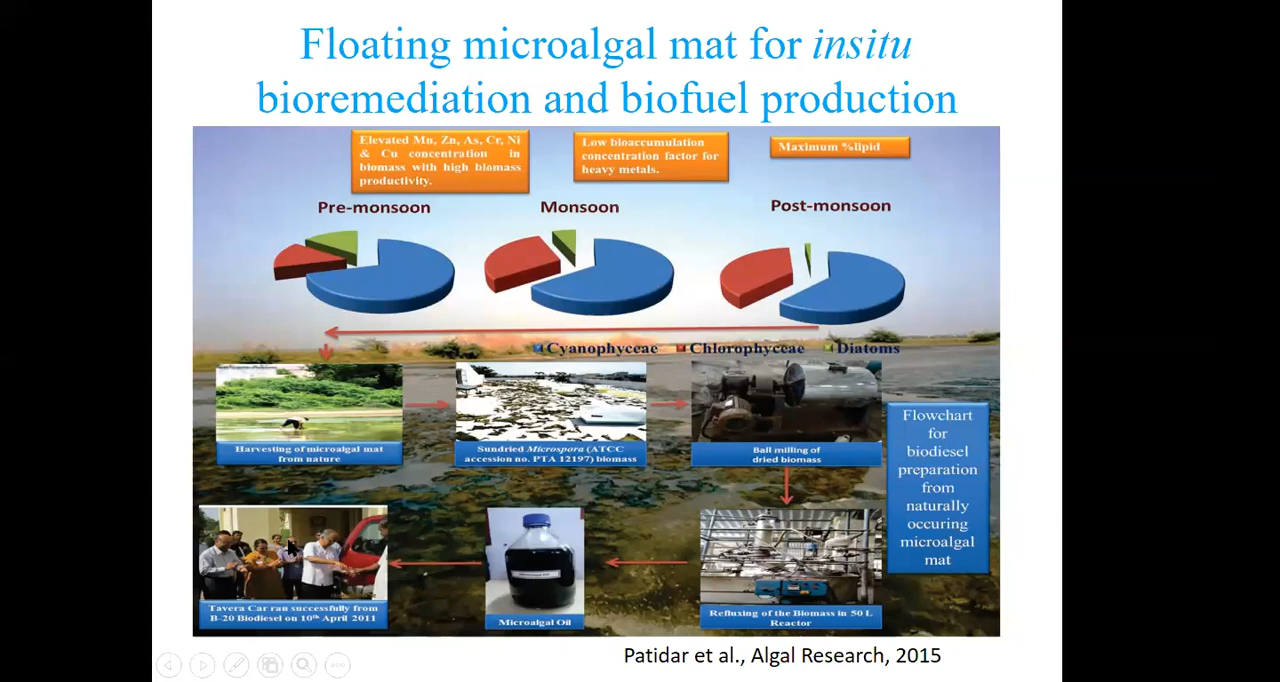 Floating microalgal mat for insitu
bioremediation and biofuel production
Elevated Mn, Zn, As, Cr, Ni
& Cu concentration in
biomass with high biomass
productivity.
Low bioaccumulation
concentration factor for
heavy metals.
Maximum %lipid
Pre-monsoon
Monsoon
Post-monsoon
Cyanophyceae
Chlorophyceae
Diatoms
Harvesting of microalgal mat
from nature
Sundried Microspora (ATCC
accession no. PTA 12197) biomass
Ball milling of
dried biomass
Flowchart
for
biodiesel
preparation
from
naturally
occuring
microalgal
mat
Tavera Car ran successfully from
B-20 Biodiesel on 10th April 2011
Microalgal Oil
Refluxing of the Biomass in 50 L
Reactor
Patidar et al., Algal Research, 2015